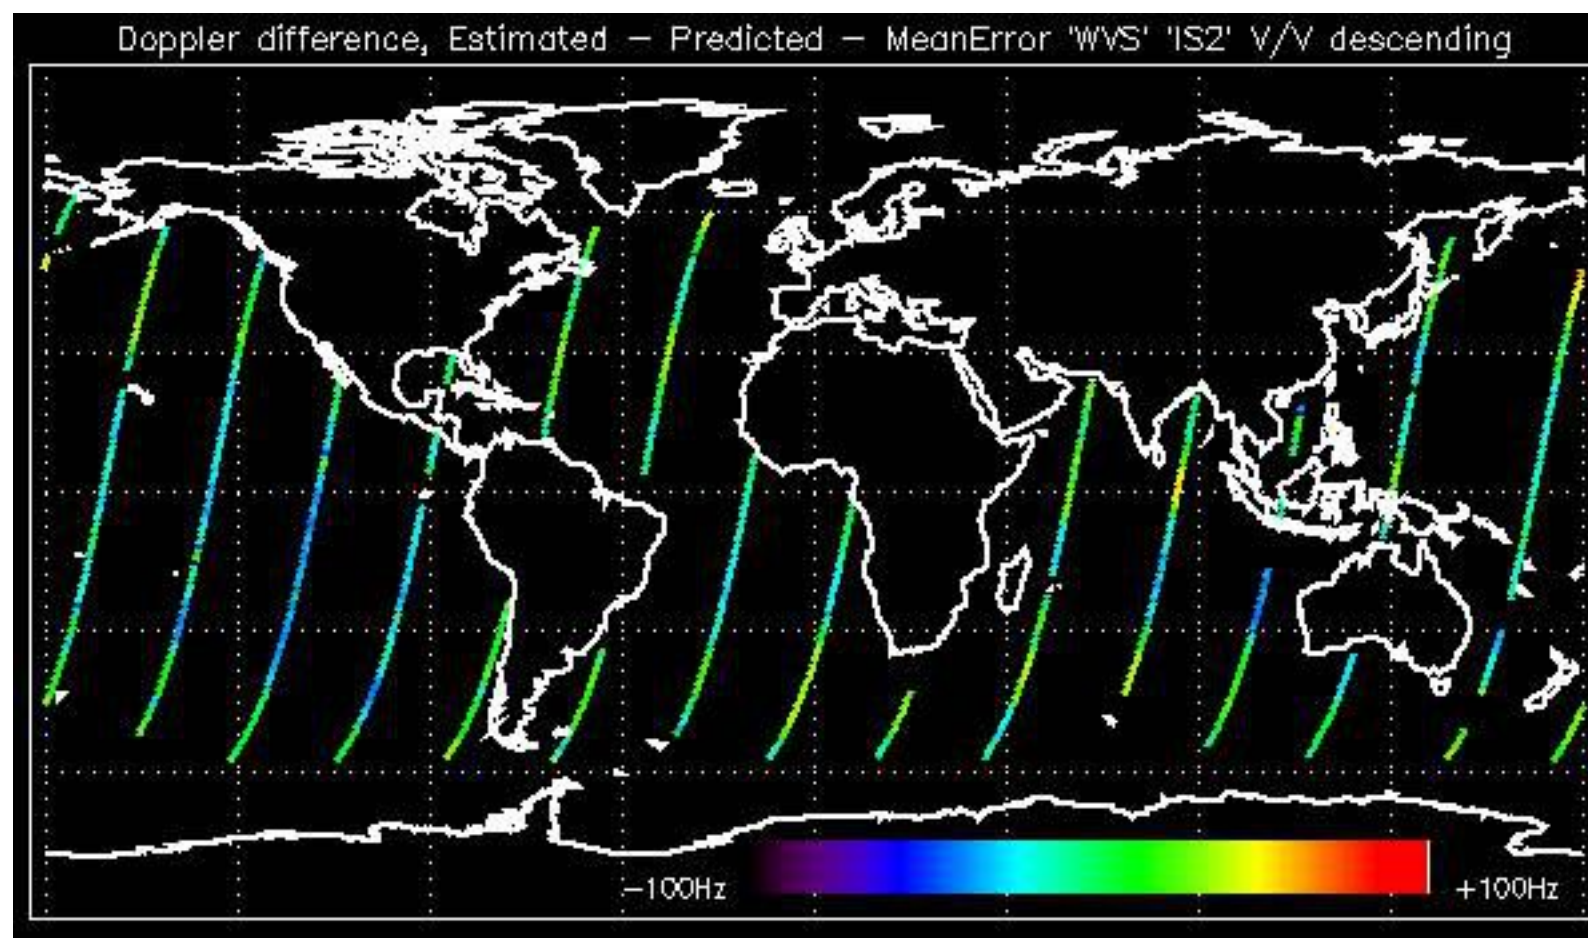 Doppler difference, Estimated – Predicted – MeanError 'WVS' 'IS2' V/V descending
-100Hz
+100Hz